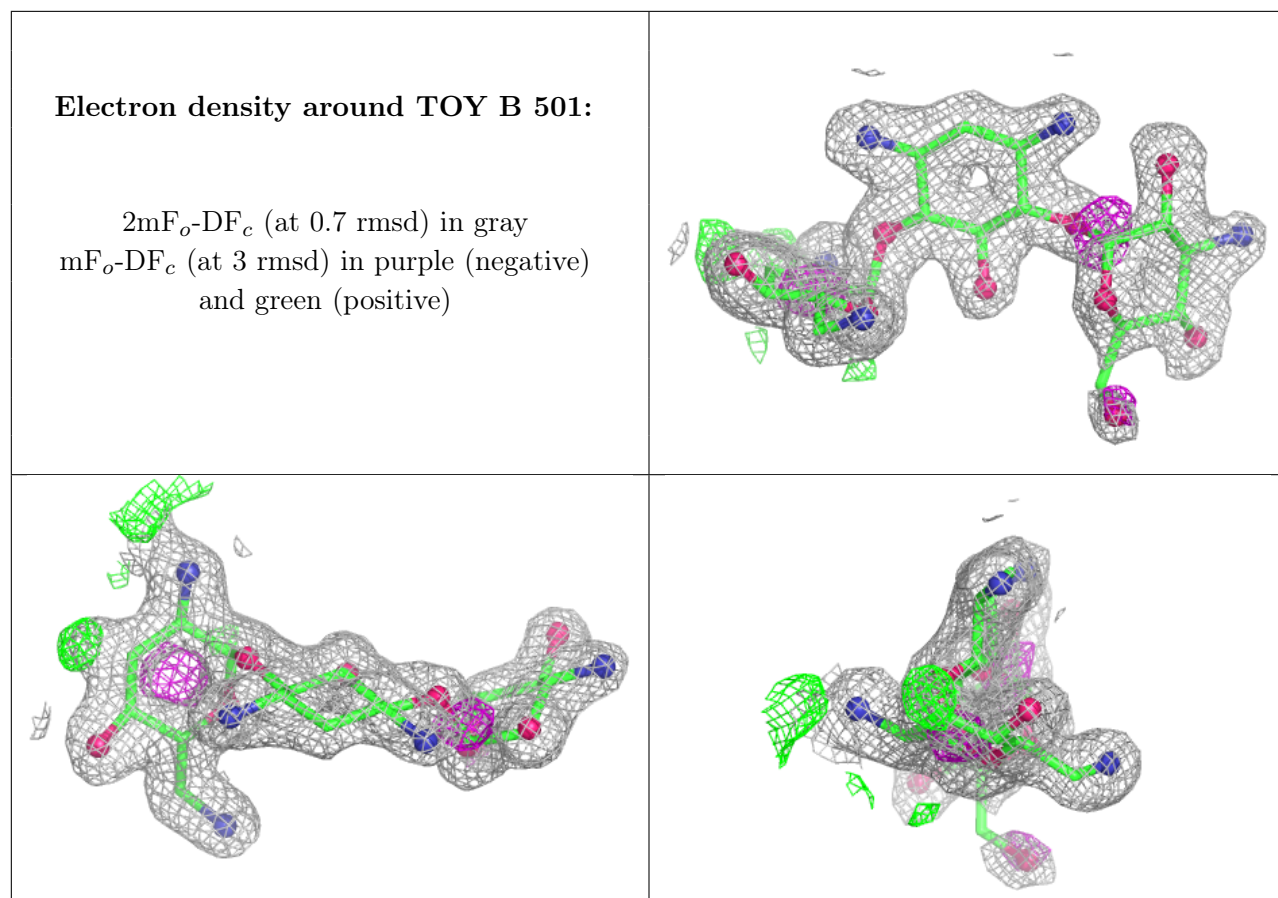 Electron density around TOY B 501:
2mFₒ-DF𝒸 (at 0.7 rmsd) in gray
mFₒ-DF𝒸 (at 3 rmsd) in purple (negative)
and green (positive)